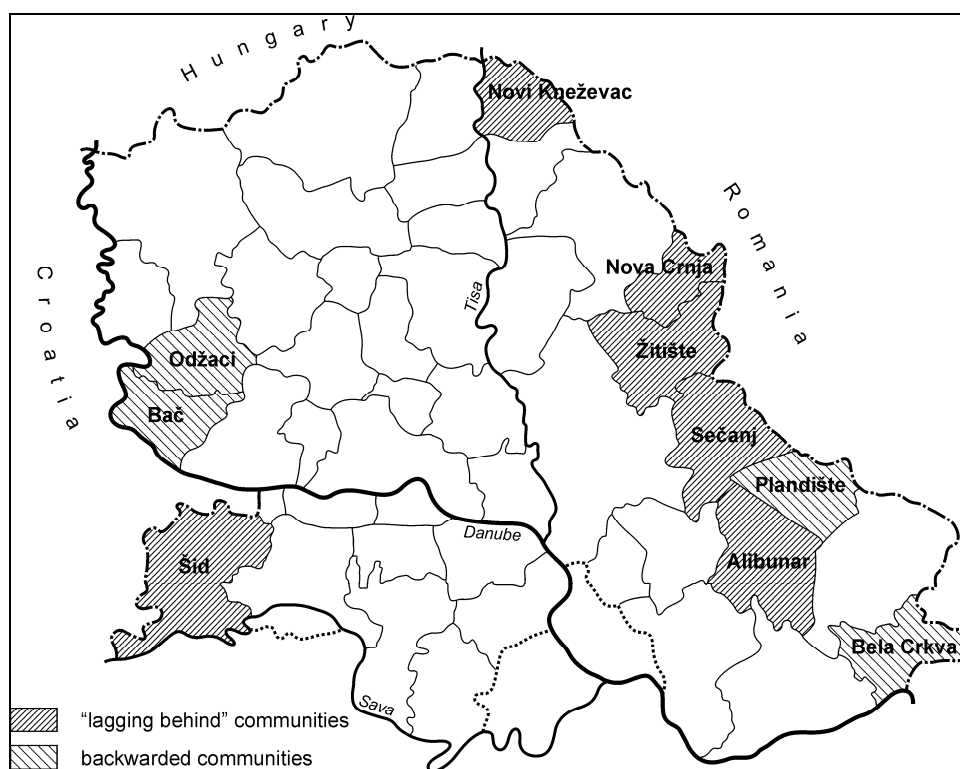 Hungary
Novi Kneževac
Romania
Croatia
Nova Crnja
Tisa
Žitište
Odžaci
Bač
Sečanj
Plandište
Danube
Šid
Alibunar
Bela Crkva
Sava
“lagging behind” communities
backwarded communities